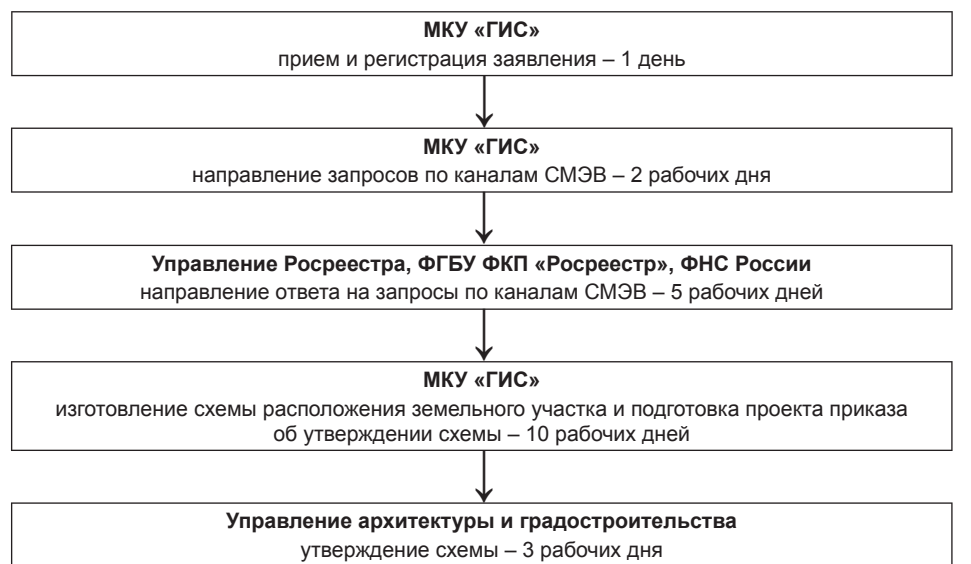 МКУ «ГИС»
прием и регистрация заявления – 1 день
МКУ «ГИС»
направление запросов по каналам СМЭВ – 2 рабочих дня
Управление Росреестра, ФГБУ ФКП «Росреестр», ФНС России
направление ответа на запросы по каналам СМЭВ – 5 рабочих дней
МКУ «ГИС»
изготовление схемы расположения земельного участка и подготовка проекта приказа
об утверждении схемы – 10 рабочих дней
Управление архитектуры и градостроительства
утверждение схемы – 3 рабочих дня